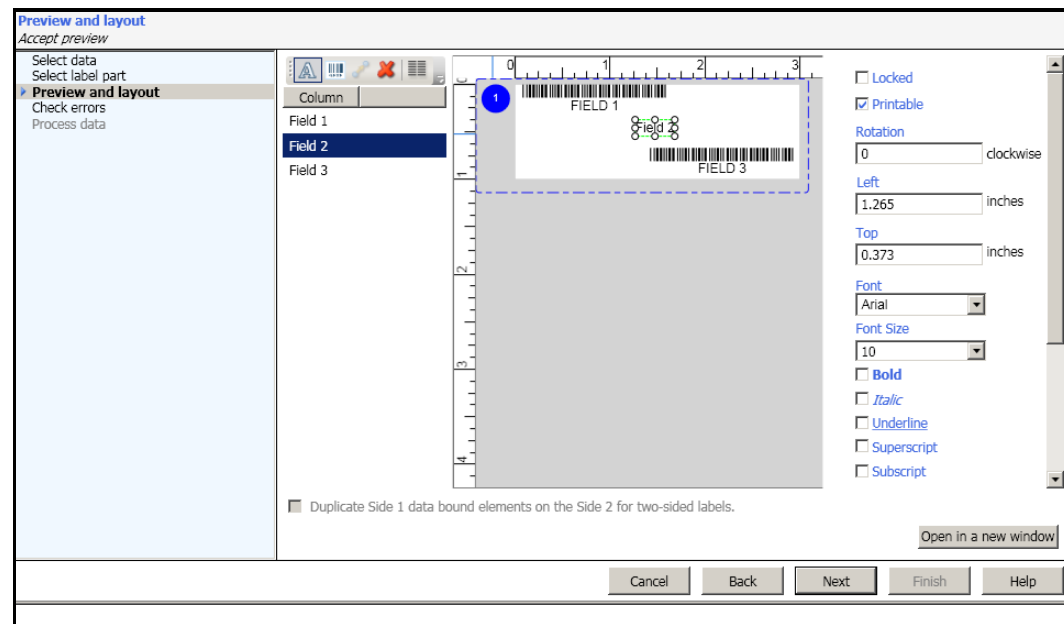 Preview and layout
Accept preview
Select data
Select label part
Preview and layout
Check errors
Process data
A
Column
Field 1
Field 2
Field 3
0 1 2 3
0
1
2
3
4
1
FIELD 1
Field 2
FIELD 3
Locked
Printable
Rotation
0 clockwise
Left
1.265 inches
Top
0.373 inches
Font
Arial
Font Size
10
Bold
Italic
Underline
Superscript
Subscript
Duplicate Side 1 data bound elements on the Side 2 for two-sided labels.
Open in a new window
Cancel Back Next Finish Help